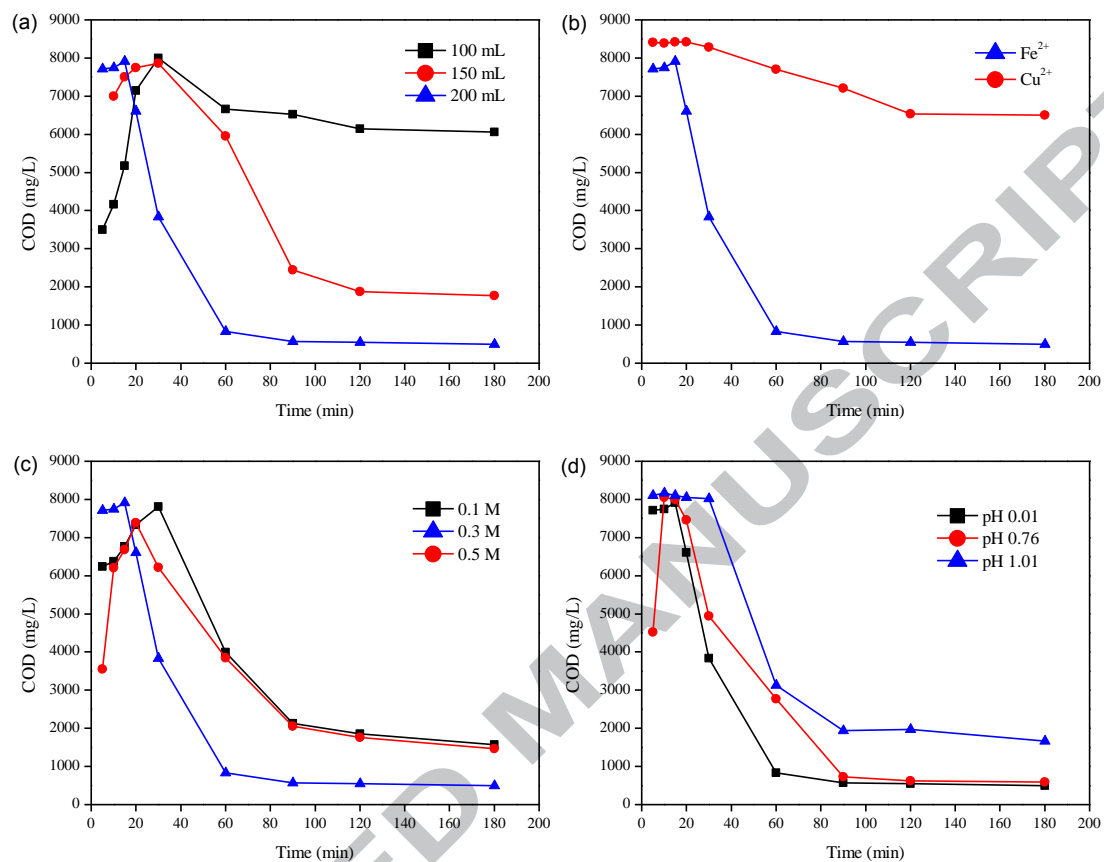 (a)
9000
8000
7000
6000
5000
4000
3000
2000
1000
0
COD (mg/L)
100 mL
150 mL
200 mL
0 20 40 60 80 100 120 140 160 180 200
Time (min)
(b)
9000
8000
7000
6000
5000
4000
3000
2000
1000
0
COD (mg/L)
Fe²⁺
Cu²⁺
0 20 40 60 80 100 120 140 160 180 200
Time (min)
(c)
9000
8000
7000
6000
5000
4000
3000
2000
1000
0
COD (mg/L)
0.1 M
0.3 M
0.5 M
0 20 40 60 80 100 120 140 160 180 200
Time (min)
(d)
9000
8000
7000
6000
5000
4000
3000
2000
1000
0
COD (mg/L)
pH 0.01
pH 0.76
pH 1.01
0 20 40 60 80 100 120 140 160 180 200
Time (min)
ED MANUSCRIPT